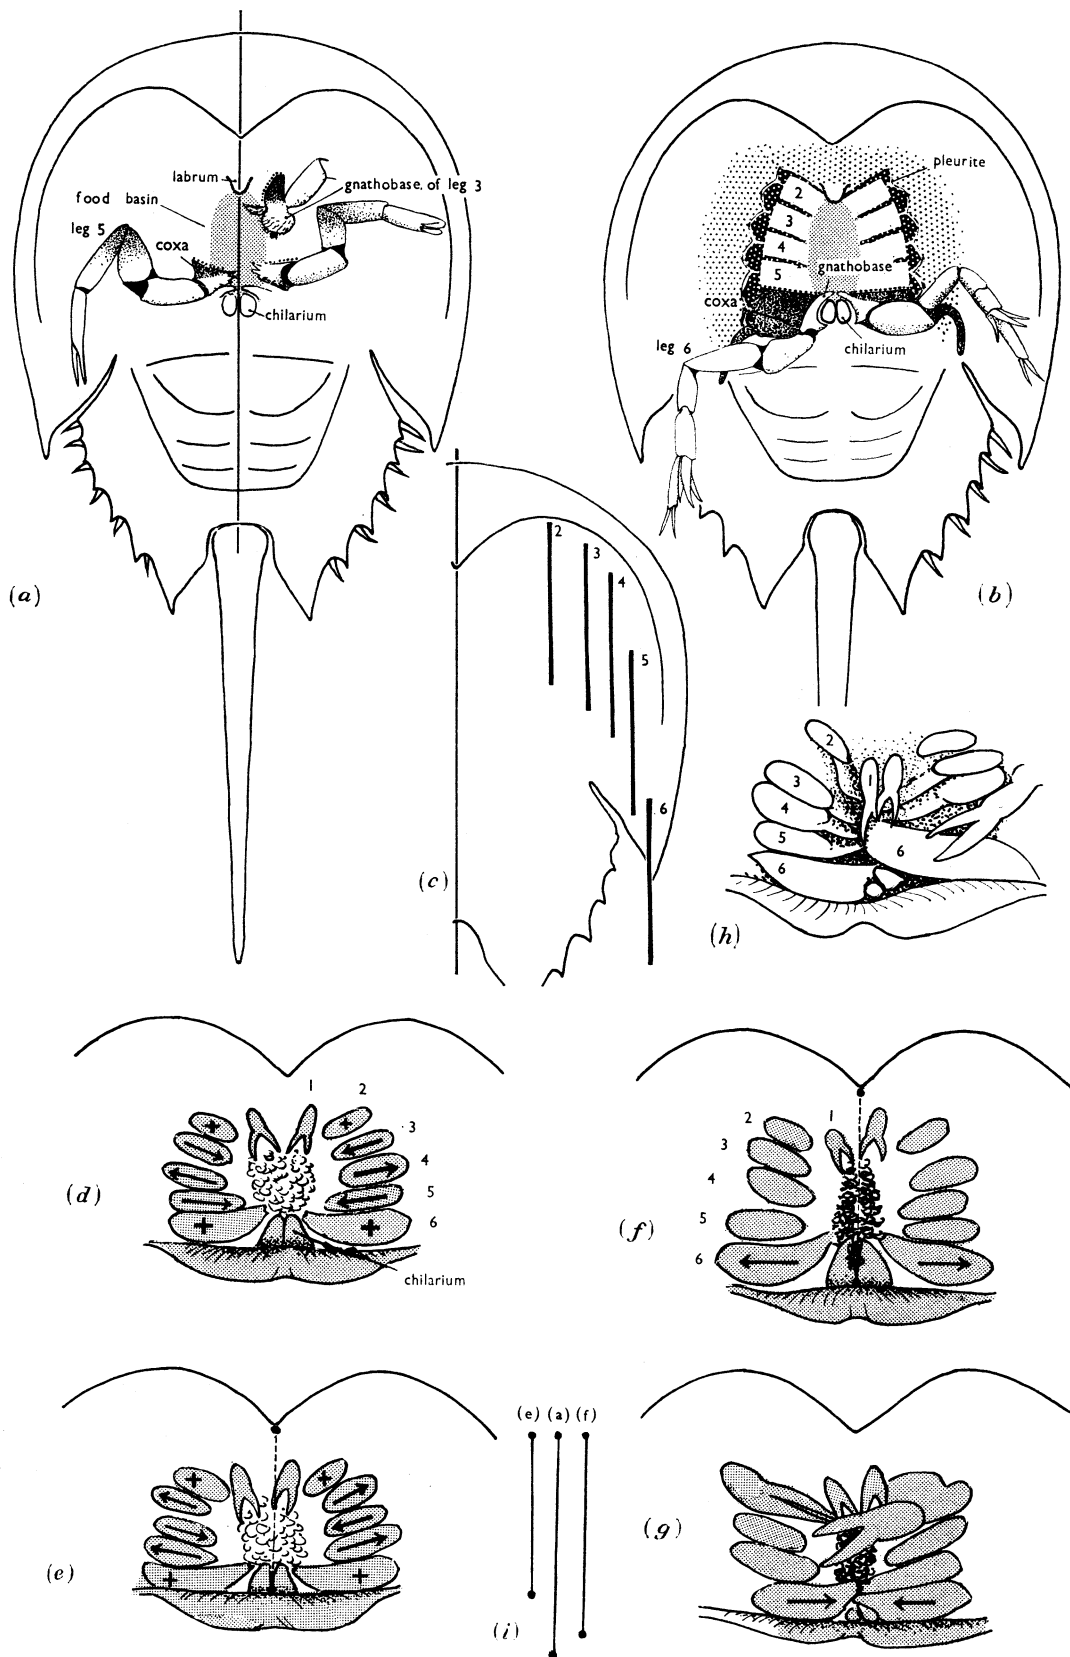 labrum
gnathobase of leg 3
food basin
leg 5
coxa
chilarium
(a)
pleurite
2
3
4
5
gnathobase
coxa
leg 6
chilarium
(b)
2
3
4
5
6
(c)
2
1
3
4
5
6
6
(h)
1
2
3
4
5
6
(d)
chilarium
2
1
3
4
5
6
(f)
(e)
(e) (a) (f)
(i)
(g)